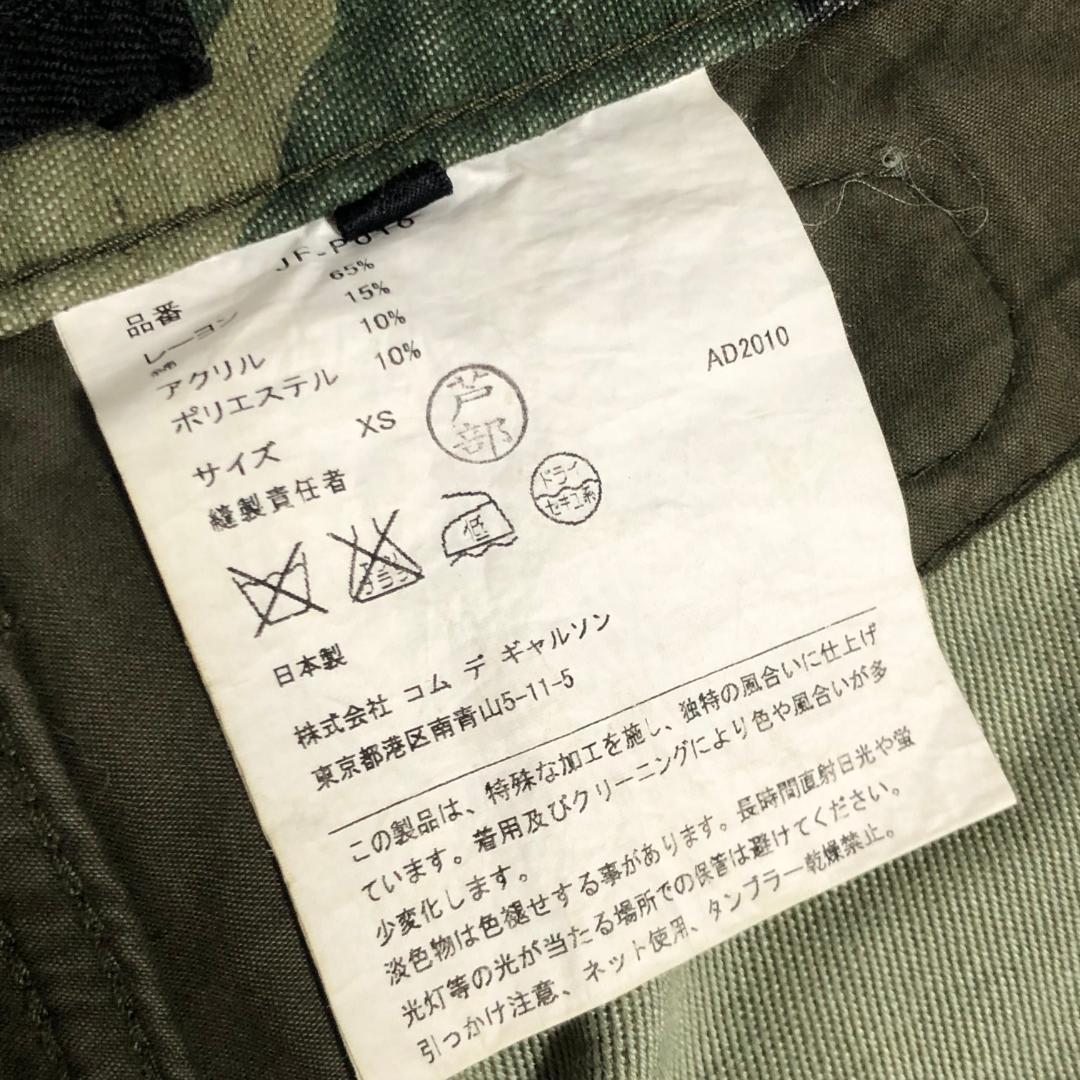 品番 JF-P016
レーヨン 65%
綿 15%
アクリル 10%
ポリエステル 10%
AD2010
サイズ XS
縫製責任者 芦部
エンソ サラシ
低
ドライ
セキユ系
日本製
株式会社 コム デ ギャルソン
東京都港区南青山5-11-5
この製品は、特殊な加工を施し、独特の風合いに仕上げ
ています。着用及びクリーニングにより色や風合いが多
少変化します。
淡色物は色褪せする事があります。長時間直射日光や蛍
光灯等の光が当たる場所での保管は避けてください。
引っかけ注意、ネット使用、タンブラー乾燥禁止。